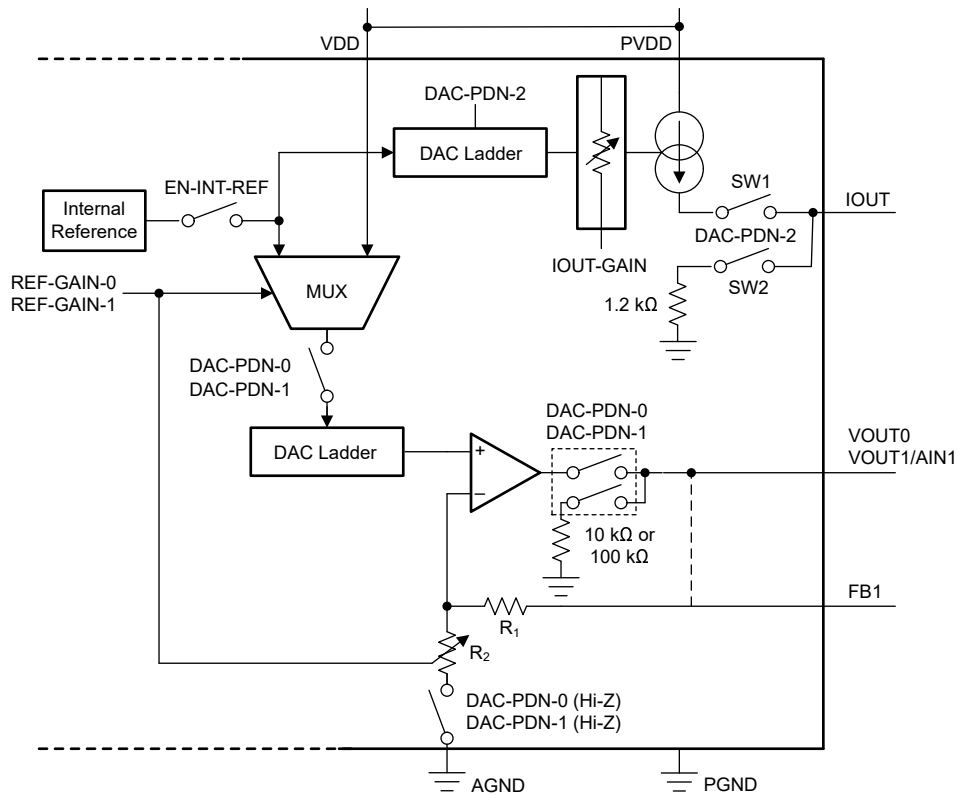 VDD
PVDD
DAC-PDN-2
DAC Ladder
EN-INT-REF
Internal
Reference
SW1
IOUT
DAC-PDN-2
SW2
IOUT-GAIN
1.2 kΩ
REF-GAIN-0
REF-GAIN-1
MUX
DAC-PDN-0
DAC-PDN-1
DAC Ladder
DAC-PDN-0
DAC-PDN-1
+
–
VOUT0
VOUT1/AIN1
10 kΩ or
100 kΩ
FB1
R₁
R₂
DAC-PDN-0 (Hi-Z)
DAC-PDN-1 (Hi-Z)
AGND
PGND